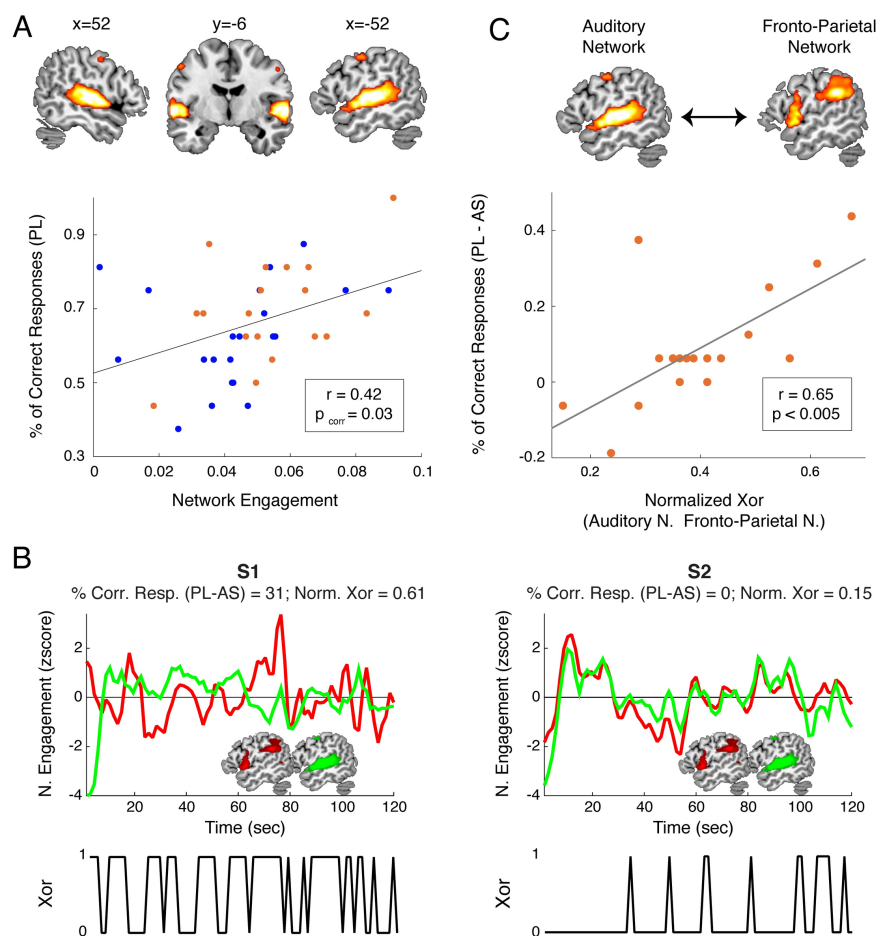 A
x=52
y=-6
x=-52
% of Correct Responses (PL)
0.9
0.7
0.5
0.3
0
0.02
0.04
0.06
0.08
0.1
r = 0.42
p corr = 0.03
Network Engagement
C
Auditory
Network
Fronto-Parietal
Network
% of Correct Responses (PL - AS)
0.4
0.2
0
-0.2
0.2
0.4
0.6
r = 0.65
p < 0.005
Normalized Xor
(Auditory N. Fronto-Parietal N.)
B
S1
% Corr. Resp. (PL-AS) = 31; Norm. Xor = 0.61
N. Engagement (zscore)
2
0
-2
-4
20
40
60
80
100
120
Time (sec)
Xor
1
0
S2
% Corr. Resp. (PL-AS) = 0; Norm. Xor = 0.15
N. Engagement (zscore)
2
0
-2
-4
20
40
60
80
100
120
Time (sec)
Xor
1
0